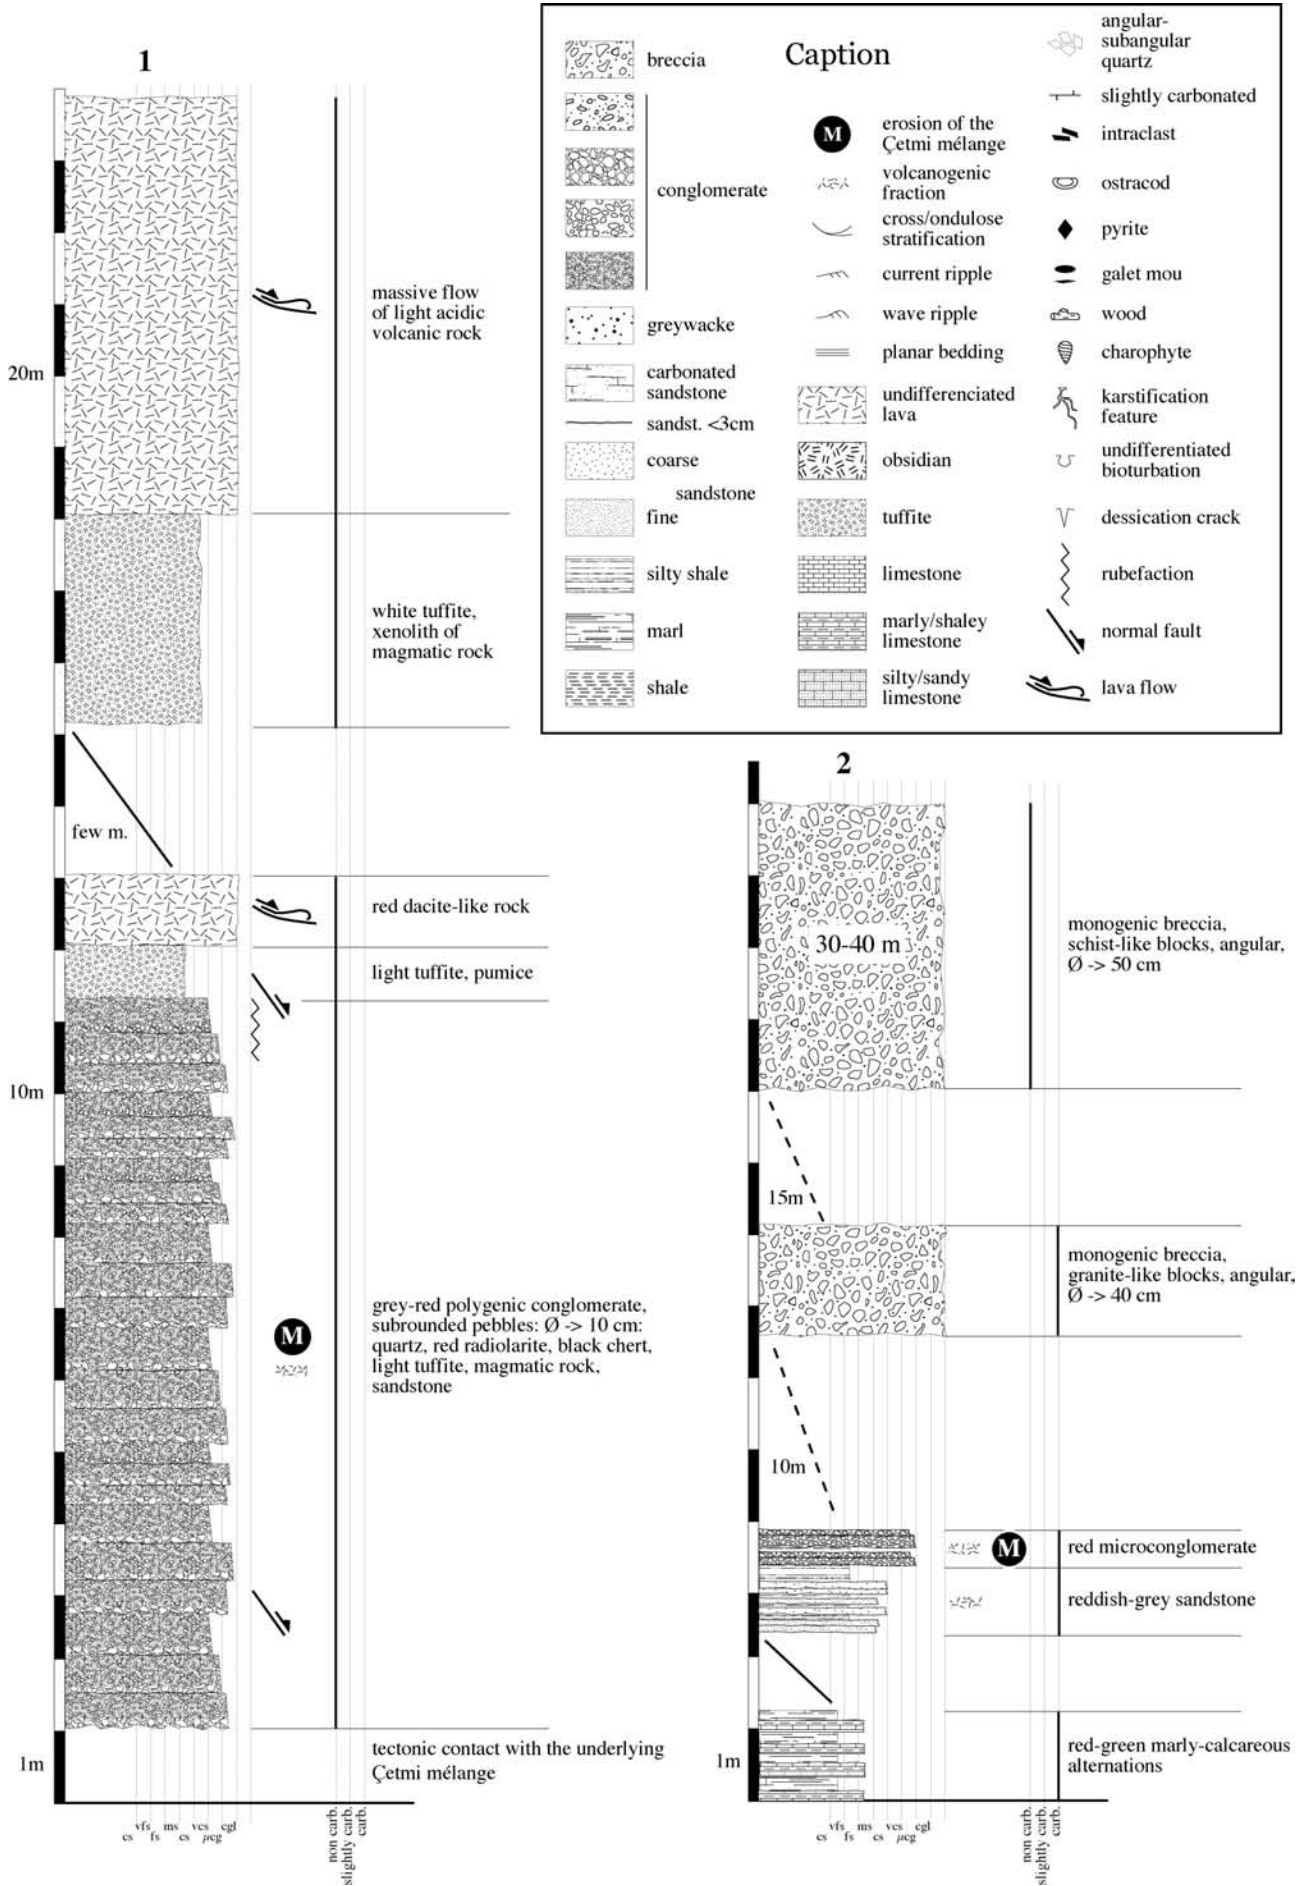 1
20m
10m
1m
few m.
massive flow
of light acidic
volcanic rock
white tuffite,
xenolith of
magmatic rock
red dacite-like rock
light tuffite, pumice
grey-red polygenic conglomerate,
subrounded pebbles: Ø -> 10 cm:
quartz, red radiolarite, black chert,
light tuffite, magmatic rock,
sandstone
M
tectonic contact with the underlying
Çetmi mélange
cs
vfs
fs
ms
cs
vcs
µcg
cgl
non carb.
slightly carb.
carb.
Caption
breccia
conglomerate
greywacke
carbonated
sandstone
sandst. <3cm
coarse
sandstone
fine
silty shale
marl
shale
M
erosion of the
Çetmi mélange
volcanogenic
fraction
cross/ondulose
stratification
current ripple
wave ripple
planar bedding
undifferenciated
lava
obsidian
tuffite
limestone
marly/shaley
limestone
silty/sandy
limestone
angular-
subangular
quartz
slightly carbonated
intraclast
ostracod
pyrite
galet mou
wood
charophyte
karstification
feature
undifferentiated
bioturbation
dessication crack
rubefaction
normal fault
lava flow
2
30-40 m
monogenic breccia,
schist-like blocks, angular,
Ø -> 50 cm
15m
monogenic breccia,
granite-like blocks, angular,
Ø -> 40 cm
10m
M
red microconglomerate
reddish-grey sandstone
1m
red-green marly-calcareous
alternations
cs
vfs
fs
ms
cs
vcs
µcg
cgl
non carb.
slightly carb.
carb.